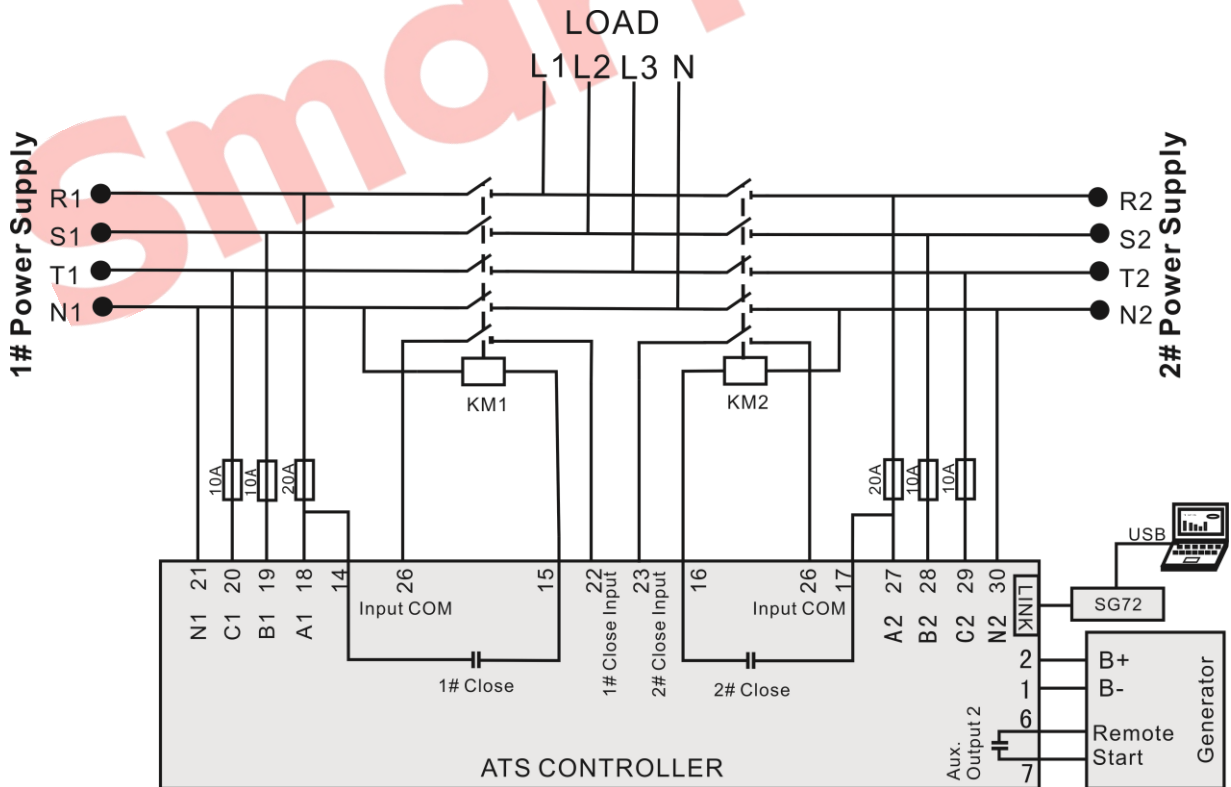 Smar
LOAD
L1 L2 L3 N
1# Power Supply
R1
S1
T1
N1
R2
S2
T2
N2
2# Power Supply
KM1
KM2
10A
10A
20A
20A
10A
10A
21
20
19
18
14
26
15
22
23
16
26
17
27
28
29
30
N1
C1
B1
A1
Input COM
1# Close Input
2# Close Input
Input COM
A2
B2
C2
N2
LINK
USB
SG72
1# Close
2# Close
2
1
6
7
B+
B-
Remote
Start
Generator
Aux.
Output 2
ATS CONTROLLER